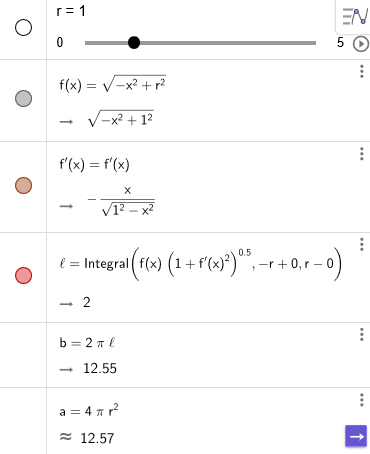 r = 1
0 5
f(x) = √(−x² + r²)
→ √(−x² + 1²)
f′(x) = f′(x)
→ − x / √(1² − x²)
ℓ = Integral(f(x) (1 + f′(x)²)^0.5, −r + 0, r − 0)
→ 2
b = 2 π ℓ
→ 12.55
a = 4 π r²
≈ 12.57